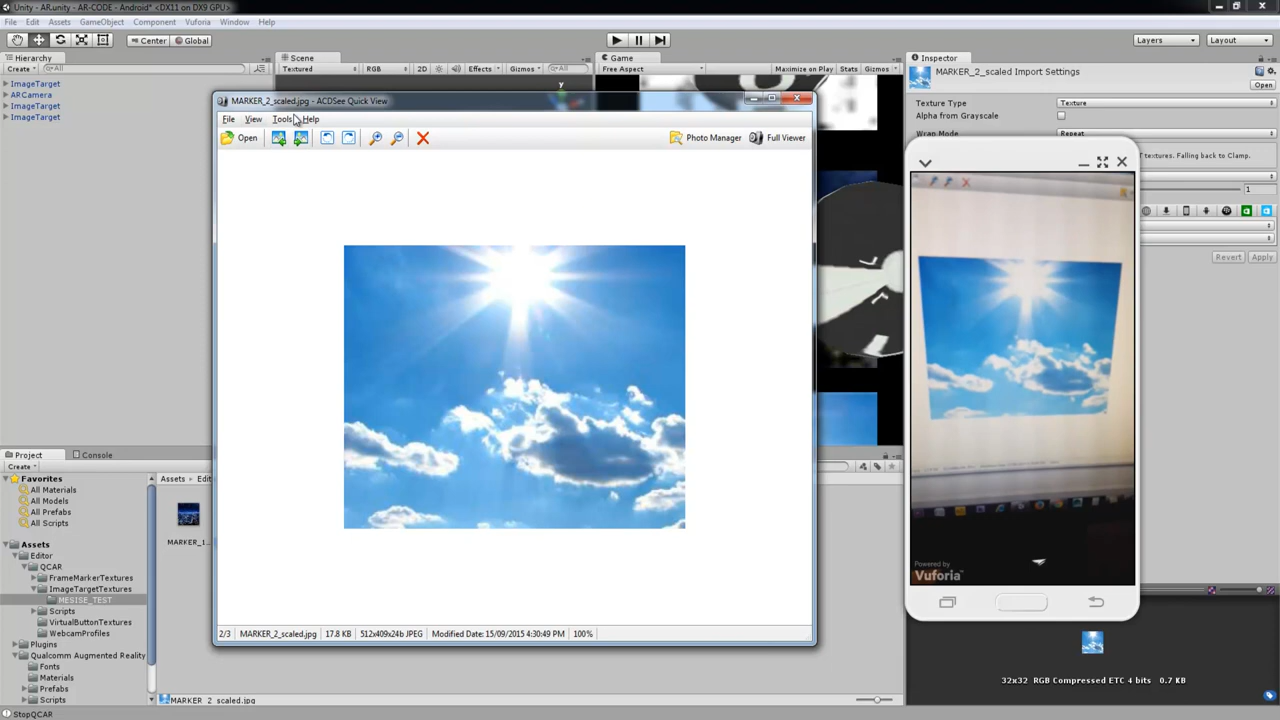 Unity - AR.unity - AR-CODE - Android* <DX11 on DX9 GPU>
File Edit Assets GameObject Component Vuforia Window Help
Center Global Layers Layout
Hierarchy
Create All
ImageTarget
ARCamera
ImageTarget
ImageTarget
Scene
Textured RGB 2D Effects Gizmos All
Game
Free Aspect Maximize on Play Stats Gizmos
Inspector
MARKER_2_scaled Import Settings
Open
Texture Type Texture
Alpha from Grayscale
Wrap Mode Repeat
textures. Falling back to Clamp.
1
Revert Apply
MARKER_2_scaled.jpg - ACDSee Quick View
File View Tools Help
Open Photo Manager Full Viewer
2/3 MARKER_2_scaled.jpg 17.8 KB 512x409x24b JPEG Modified Date: 15/09/2015 4:30:49 PM 100%
Powered by
Vuforia
32x32 RGB Compressed ETC 4 bits 0.7 KB
Project Console
Create
Favorites
All Materials
All Models
All Prefabs
All Scripts
Assets
Editor
QCAR
FrameMarkerTextures
ImageTargetTextures
MESISE_TEST
Scripts
VirtualButtonTextures
WebcamProfiles
Plugins
Qualcomm Augmented Reality
Fonts
Materials
Prefabs
Scripts
Assets Edit
MARKER_1...
MARKER_2_scaled.jpg
StopQCAR